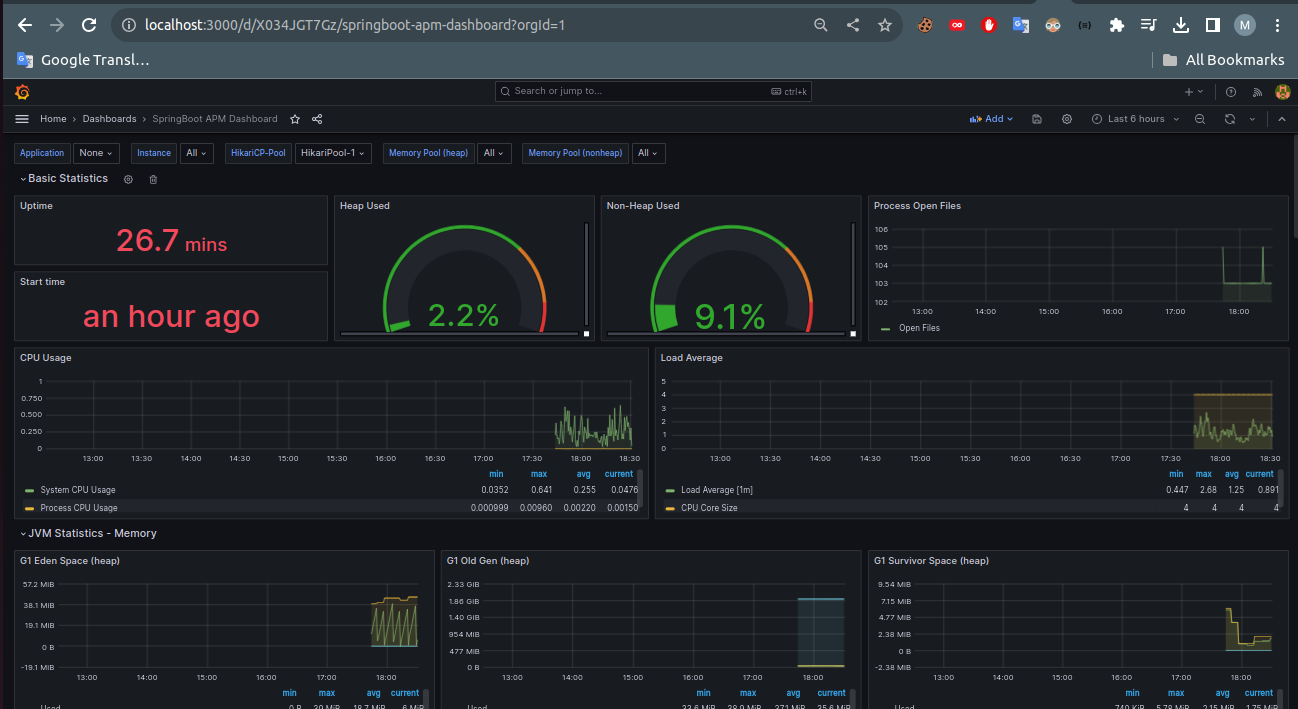 localhost:3000/d/X034JGT7Gz/springboot-apm-dashboard?orgId=1
M
Google Transl...
All Bookmarks
Search or jump to...
ctrl+k
Home › Dashboards › SpringBoot APM Dashboard
Add
Last 6 hours
Application None Instance All HikariCP-Pool HikariPool-1 Memory Pool (heap) All Memory Pool (nonheap) All
Basic Statistics
Uptime
26.7 mins
Start time
an hour ago
Heap Used
2.2%
Non-Heap Used
9.1%
Process Open Files
106
105
104
103
102
13:00 14:00 15:00 16:00 17:00 18:00
Open Files
CPU Usage
1
0.750
0.500
0.250
0
13:00 13:30 14:00 14:30 15:00 15:30 16:00 16:30 17:00 17:30 18:00 18:30
min max avg current
System CPU Usage 0.0352 0.641 0.255 0.0476
Process CPU Usage 0.000999 0.00960 0.00220 0.00150
Load Average
5
4
3
2
1
0
13:00 13:30 14:00 14:30 15:00 15:30 16:00 16:30 17:00 17:30 18:00 18:30
min max avg current
Load Average [1m] 0.447 2.68 1.25 0.891
CPU Core Size 4 4 4 4
JVM Statistics - Memory
G1 Eden Space (heap)
57.2 MiB
38.1 MiB
19.1 MiB
0 B
-19.1 MiB
13:00 14:00 15:00 16:00 17:00 18:00
min max avg current
Used 0 B 39 MiB 18.7 MiB 6 MiB
G1 Old Gen (heap)
2.33 GiB
1.86 GiB
1.40 GiB
954 MiB
477 MiB
0 B
13:00 14:00 15:00 16:00 17:00 18:00
min max avg current
Used 33.6 MiB 38.0 MiB 37.1 MiB 35.6 MiB
G1 Survivor Space (heap)
9.54 MiB
7.15 MiB
4.77 MiB
2.38 MiB
0 B
-2.38 MiB
13:00 14:00 15:00 16:00 17:00 18:00
min max avg current
Used 740 KiB 5.78 MiB 2.15 MiB 1.75 MiB